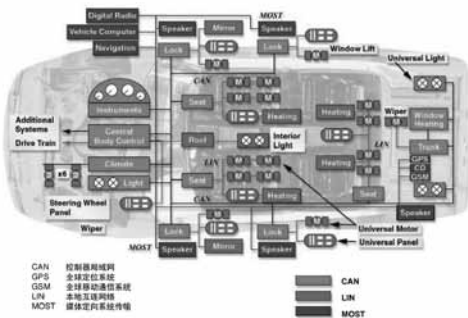 Digital Radio
Vehicle Computer
Navigation
Speaker
Mirror
MOST
Speaker
Lock
Lock
Window Lift
Universal Light
CAN
Instruments
Seat
Heating
Heating
Wiper
Window Heating
Additional Systems
Drive Train
Central Body Control
Roof
Interior Light
LIN
Trunk
Climate
LIN
Heating
GPS
CD
GSM
x6
Light
Seat
Heating
Seat
Steering Wheel Panel
Speaker
Wiper
MOST
Lock
Lock
Universal Motor
Speaker
Mirror
Speaker
Universal Panel
CAN 控制器局域网
GPS 全球定位系统
GSM 全球移动通信系统
LIN 本地互连网络
MOST 媒体定向系统传输
CAN
LIN
MOST